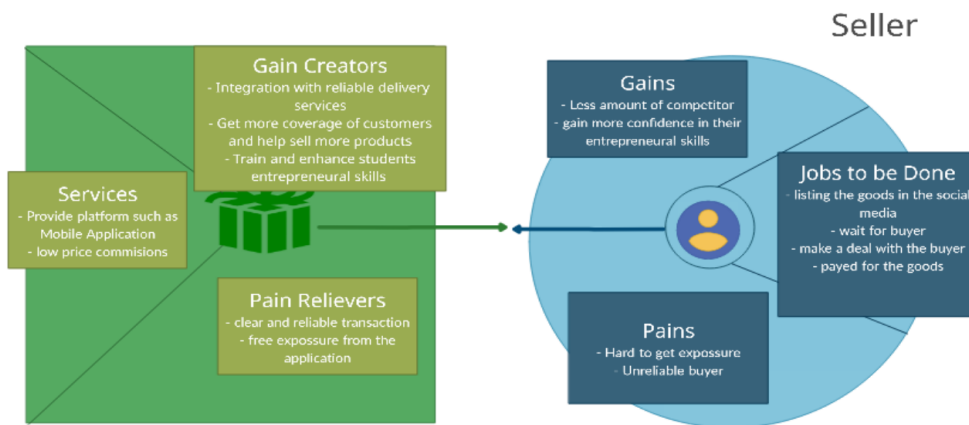 Seller
Gain Creators
- Integration with reliable delivery
services
- Get more coverage of customers
and help sell more products
- Train and enhance students
entrepreneural skills
Services
- Provide platform such as
Mobile Application
- low price commisions
Pain Relievers
- clear and reliable transaction
- free expossure from the
application
Gains
- Less amount of competitor
- gain more confidence in their
entrepreneural skills
Jobs to be Done
- listing the goods in the social
media
- wait for buyer
- make a deal with the buyer
- payed for the goods
Pains
- Hard to get expossure
- Unreliable buyer